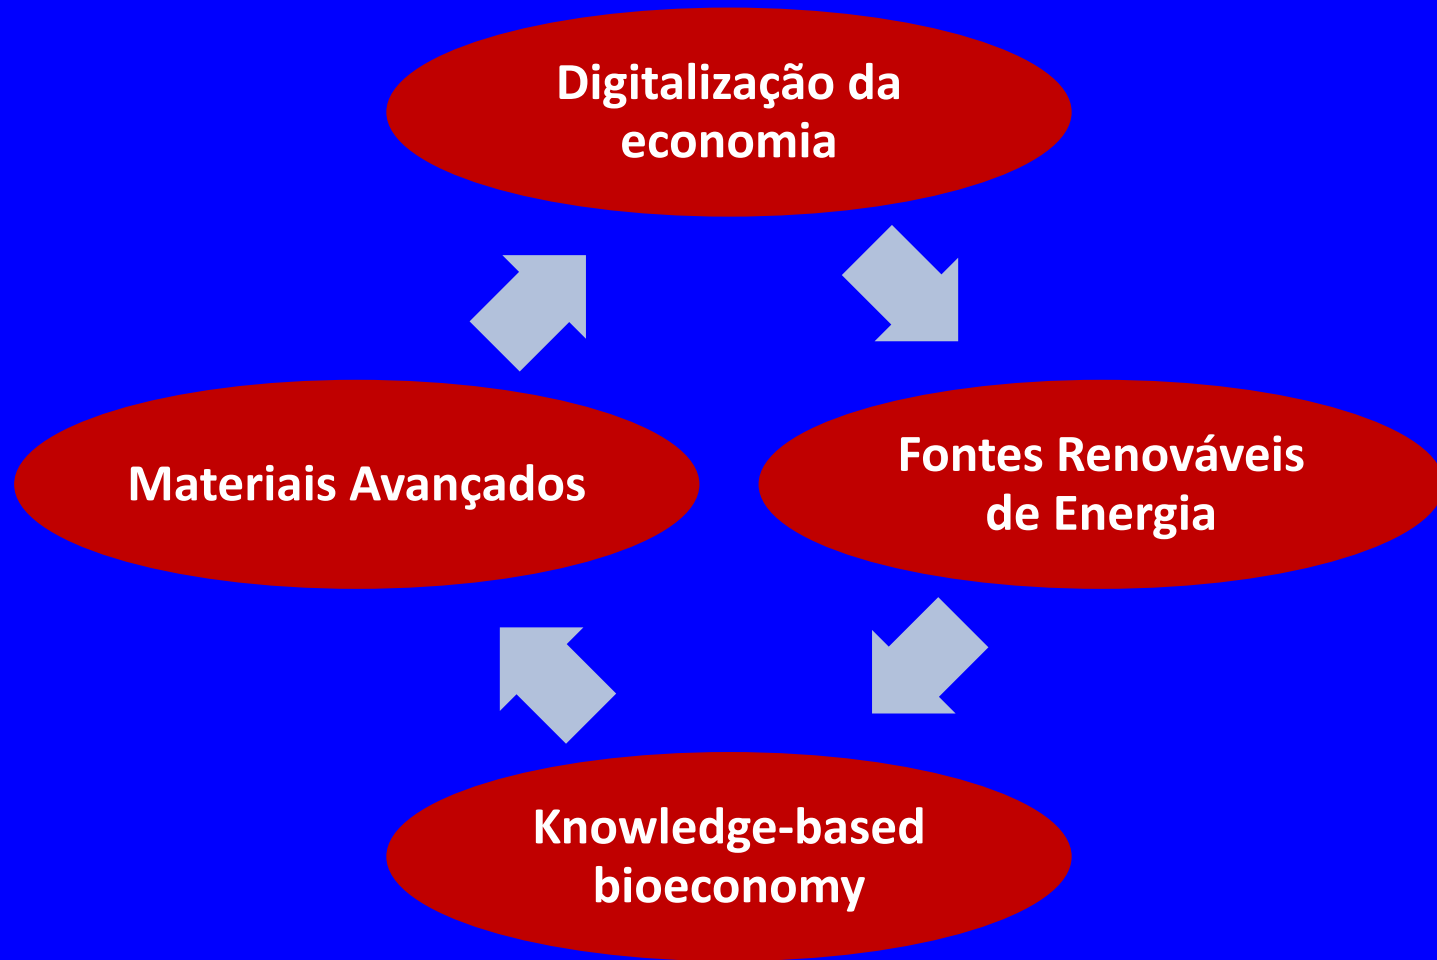 Digitalização da
economia
Materiais Avançados
Fontes Renováveis
de Energia
Knowledge-based
bioeconomy